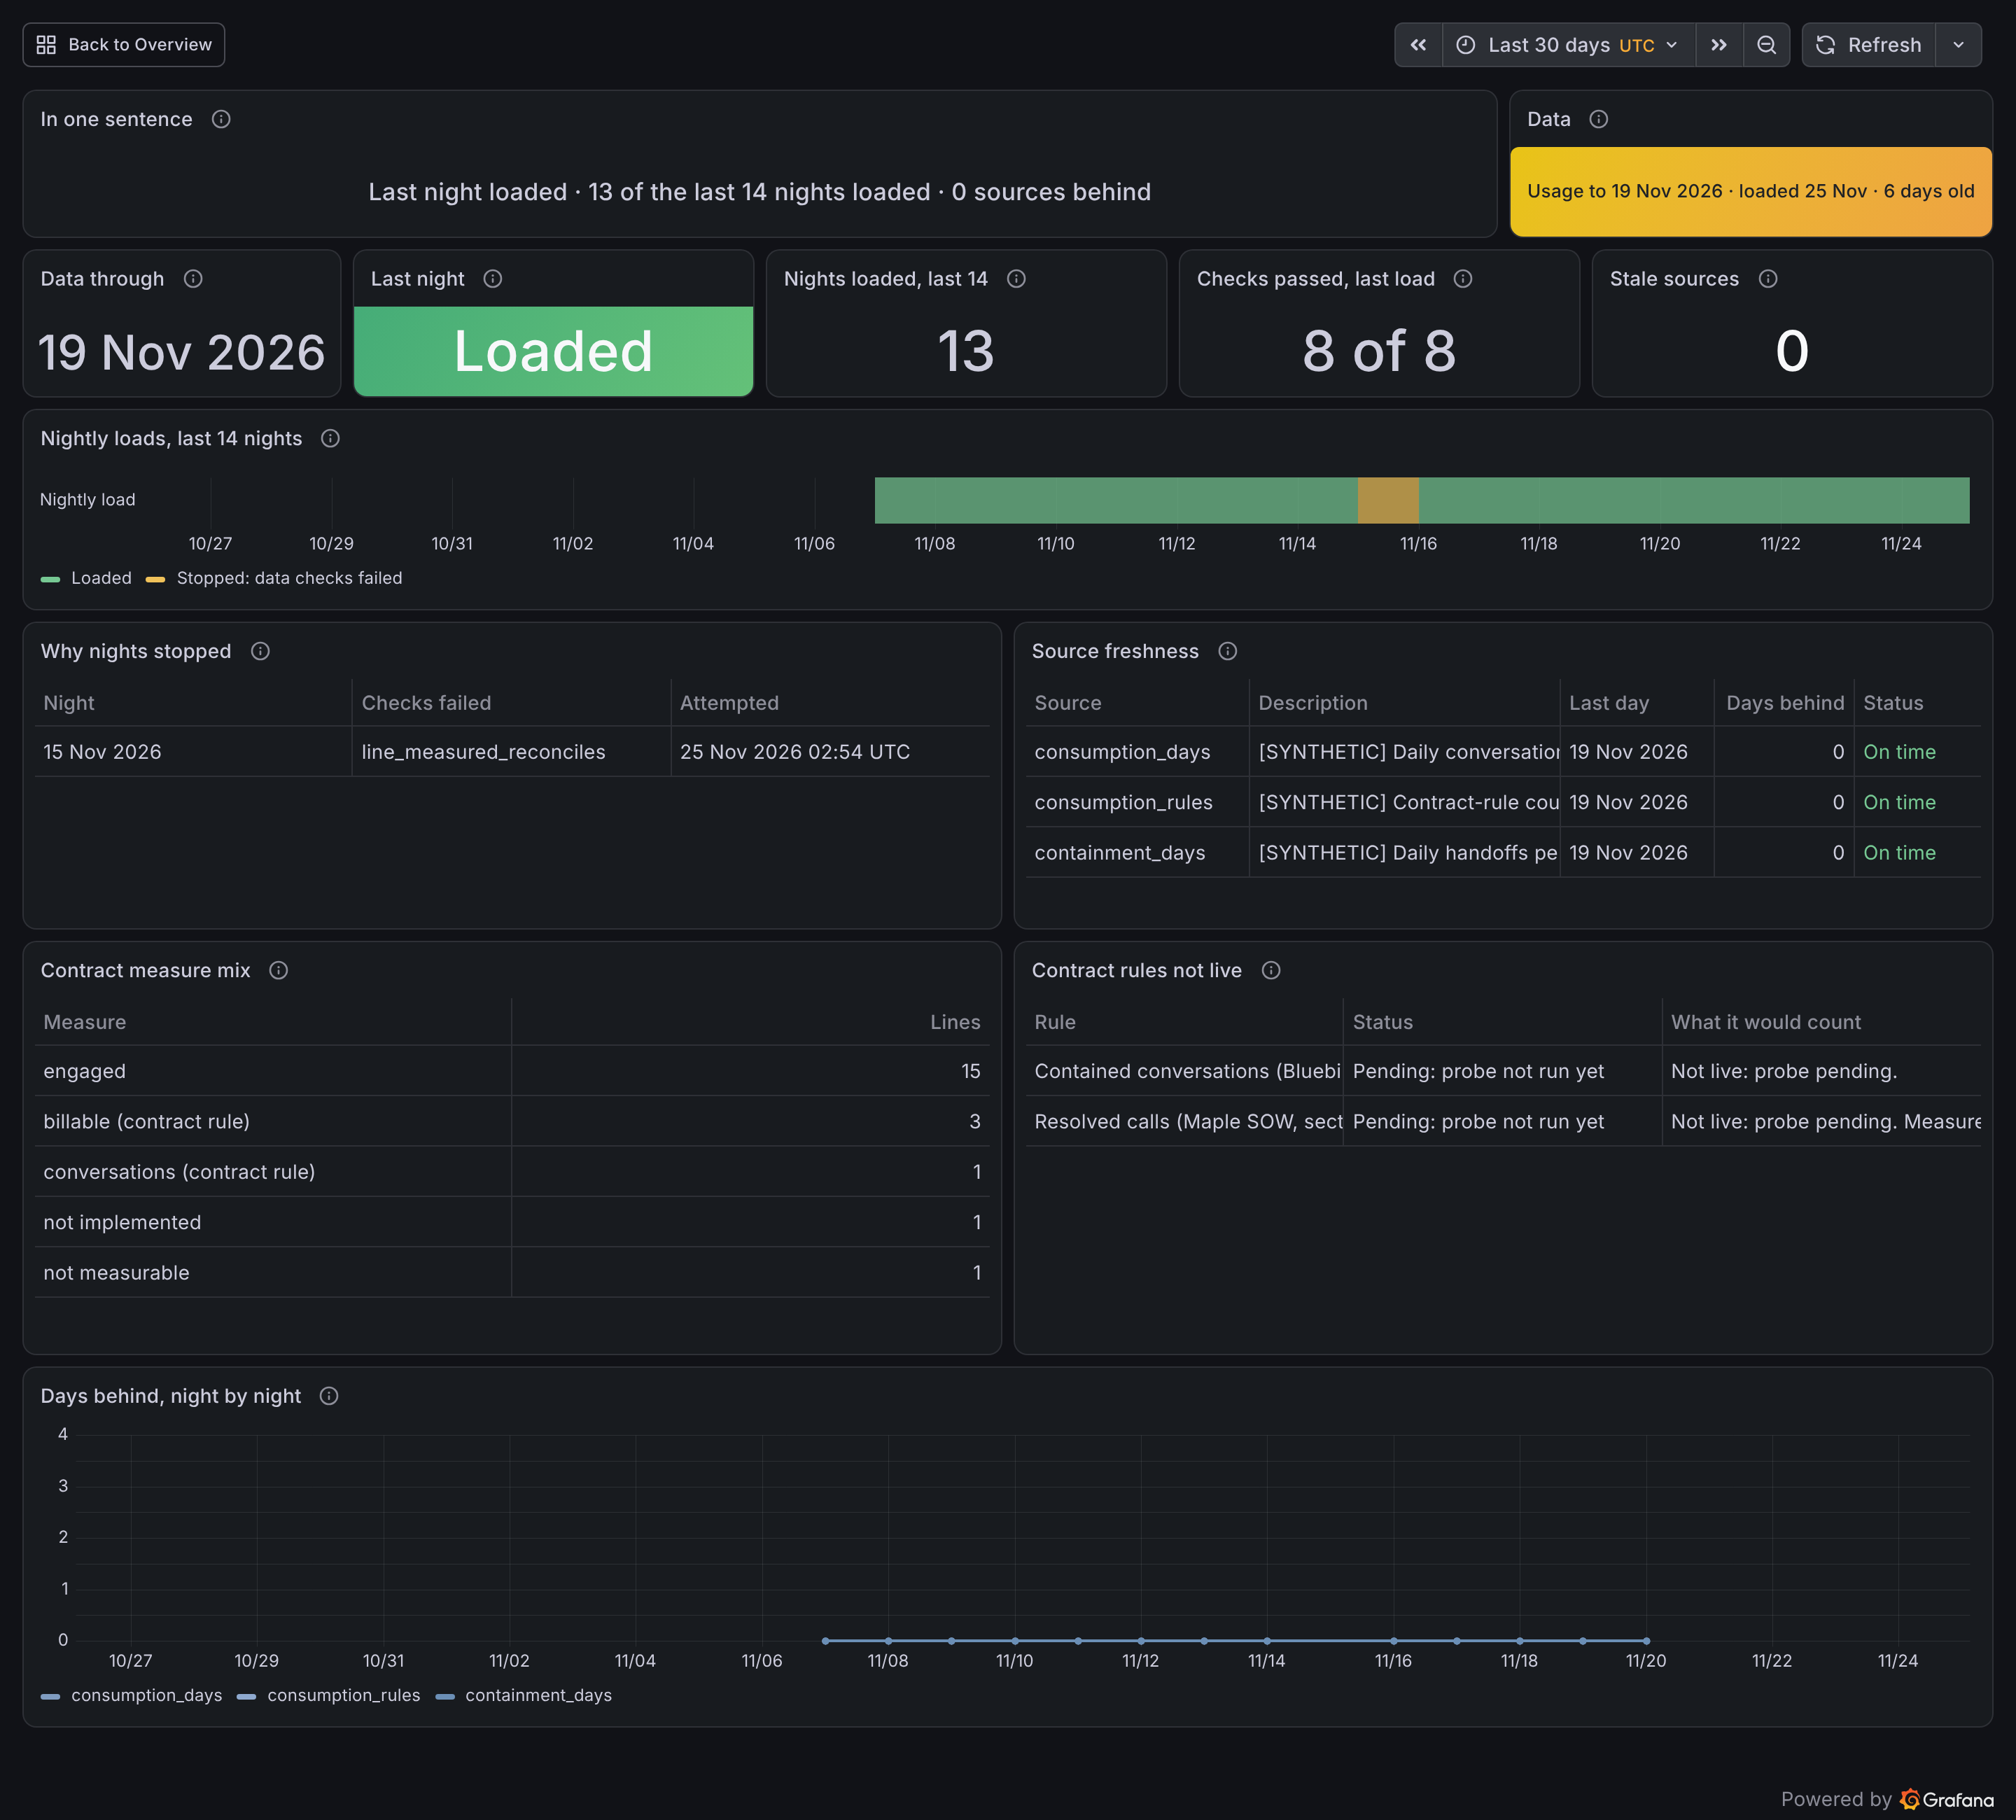 Back to Overview
Last 30 days UTC
Refresh
In one sentence
Last night loaded · 13 of the last 14 nights loaded · 0 sources behind
Data
Usage to 19 Nov 2026 · loaded 25 Nov · 6 days old
Data through
19 Nov 2026
Last night
Loaded
Nights loaded, last 14
13
Checks passed, last load
8 of 8
Stale sources
0
Nightly loads, last 14 nights
Nightly load
10/27 10/29 10/31 11/02 11/04 11/06 11/08 11/10 11/12 11/14 11/16 11/18 11/20 11/22 11/24
Loaded Stopped: data checks failed
Why nights stopped
Night Checks failed Attempted
15 Nov 2026 line_measured_reconciles 25 Nov 2026 02:54 UTC
Source freshness
Source Description Last day Days behind Status
consumption_days [SYNTHETIC] Daily conversation 19 Nov 2026 0 On time
consumption_rules [SYNTHETIC] Contract-rule cou 19 Nov 2026 0 On time
containment_days [SYNTHETIC] Daily handoffs pe 19 Nov 2026 0 On time
Contract measure mix
Measure Lines
engaged 15
billable (contract rule) 3
conversations (contract rule) 1
not implemented 1
not measurable 1
Contract rules not live
Rule Status What it would count
Contained conversations (Bluebi Pending: probe not run yet Not live: probe pending.
Resolved calls (Maple SOW, sect Pending: probe not run yet Not live: probe pending. Measure
Days behind, night by night
4
3
2
1
0
10/27 10/29 10/31 11/02 11/04 11/06 11/08 11/10 11/12 11/14 11/16 11/18 11/20 11/22 11/24
consumption_days consumption_rules containment_days
Powered by Grafana